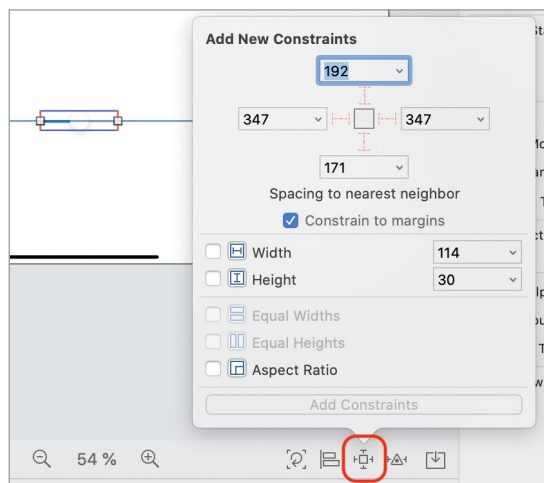 Add New Constraints
192
347
347
171
Spacing to nearest neighbor
Constrain to margins
Width
114
Height
30
Equal Widths
Equal Heights
Aspect Ratio
Add Constraints
54 %